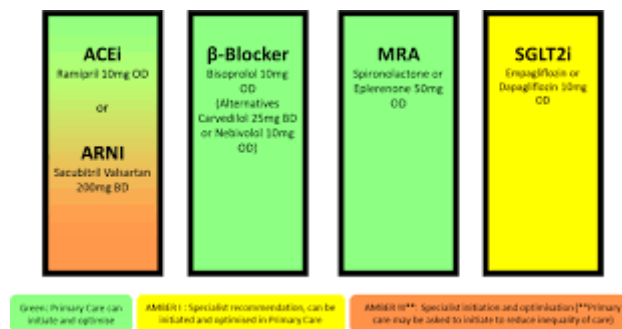 ACEi
Ramipril 10mg OD
or
ARNI
Sacubitril Valsartan
200mg BD
β-Blocker
Bisoprolol 10mg
OD
(Alternatives
Carvedilol 25mg BD
or Nebivolol 10mg
OD)
MRA
Spironolactone or
Eplerenone 50mg
OD
SGLT2i
Empagliflozin or
Dapagliflozin 10mg
OD
Green: Primary Care can
initiate and optimise
AMBER I : Specialist recommendation, can be
initiated and optimised in Primary Care
AMBER III**: Specialist initiation and optimisation (**Primary
care may be asked to initiate to reduce inequality of care)